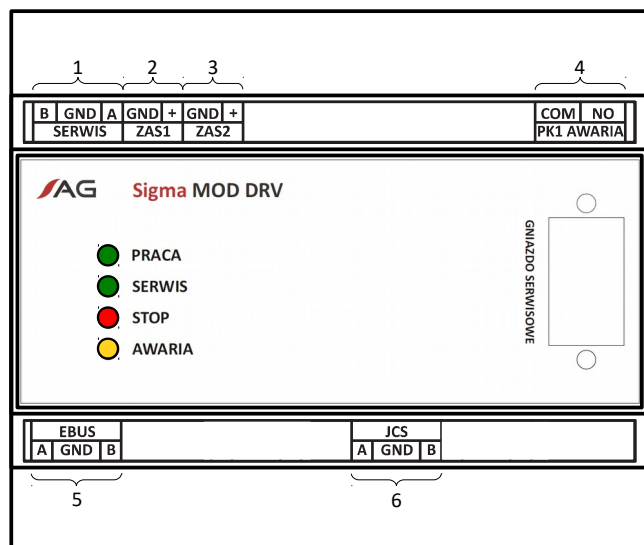 1 2 3 4
B GND A GND + GND + COM NO
SERWIS ZAS1 ZAS2 PK1 AWARIA
AG Sigma MOD DRV
PRACA
SERWIS
STOP
AWARIA
GNIAZDO SERWISOWE
EBUS JCS
A GND B A GND B
5 6